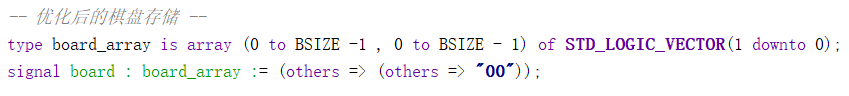 -- 优化后的棋盘存储 --
type board_array is array (0 to BSIZE -1 , 0 to BSIZE - 1) of STD_LOGIC_VECTOR(1 downto 0);
signal board : board_array := (others => (others => "00"));